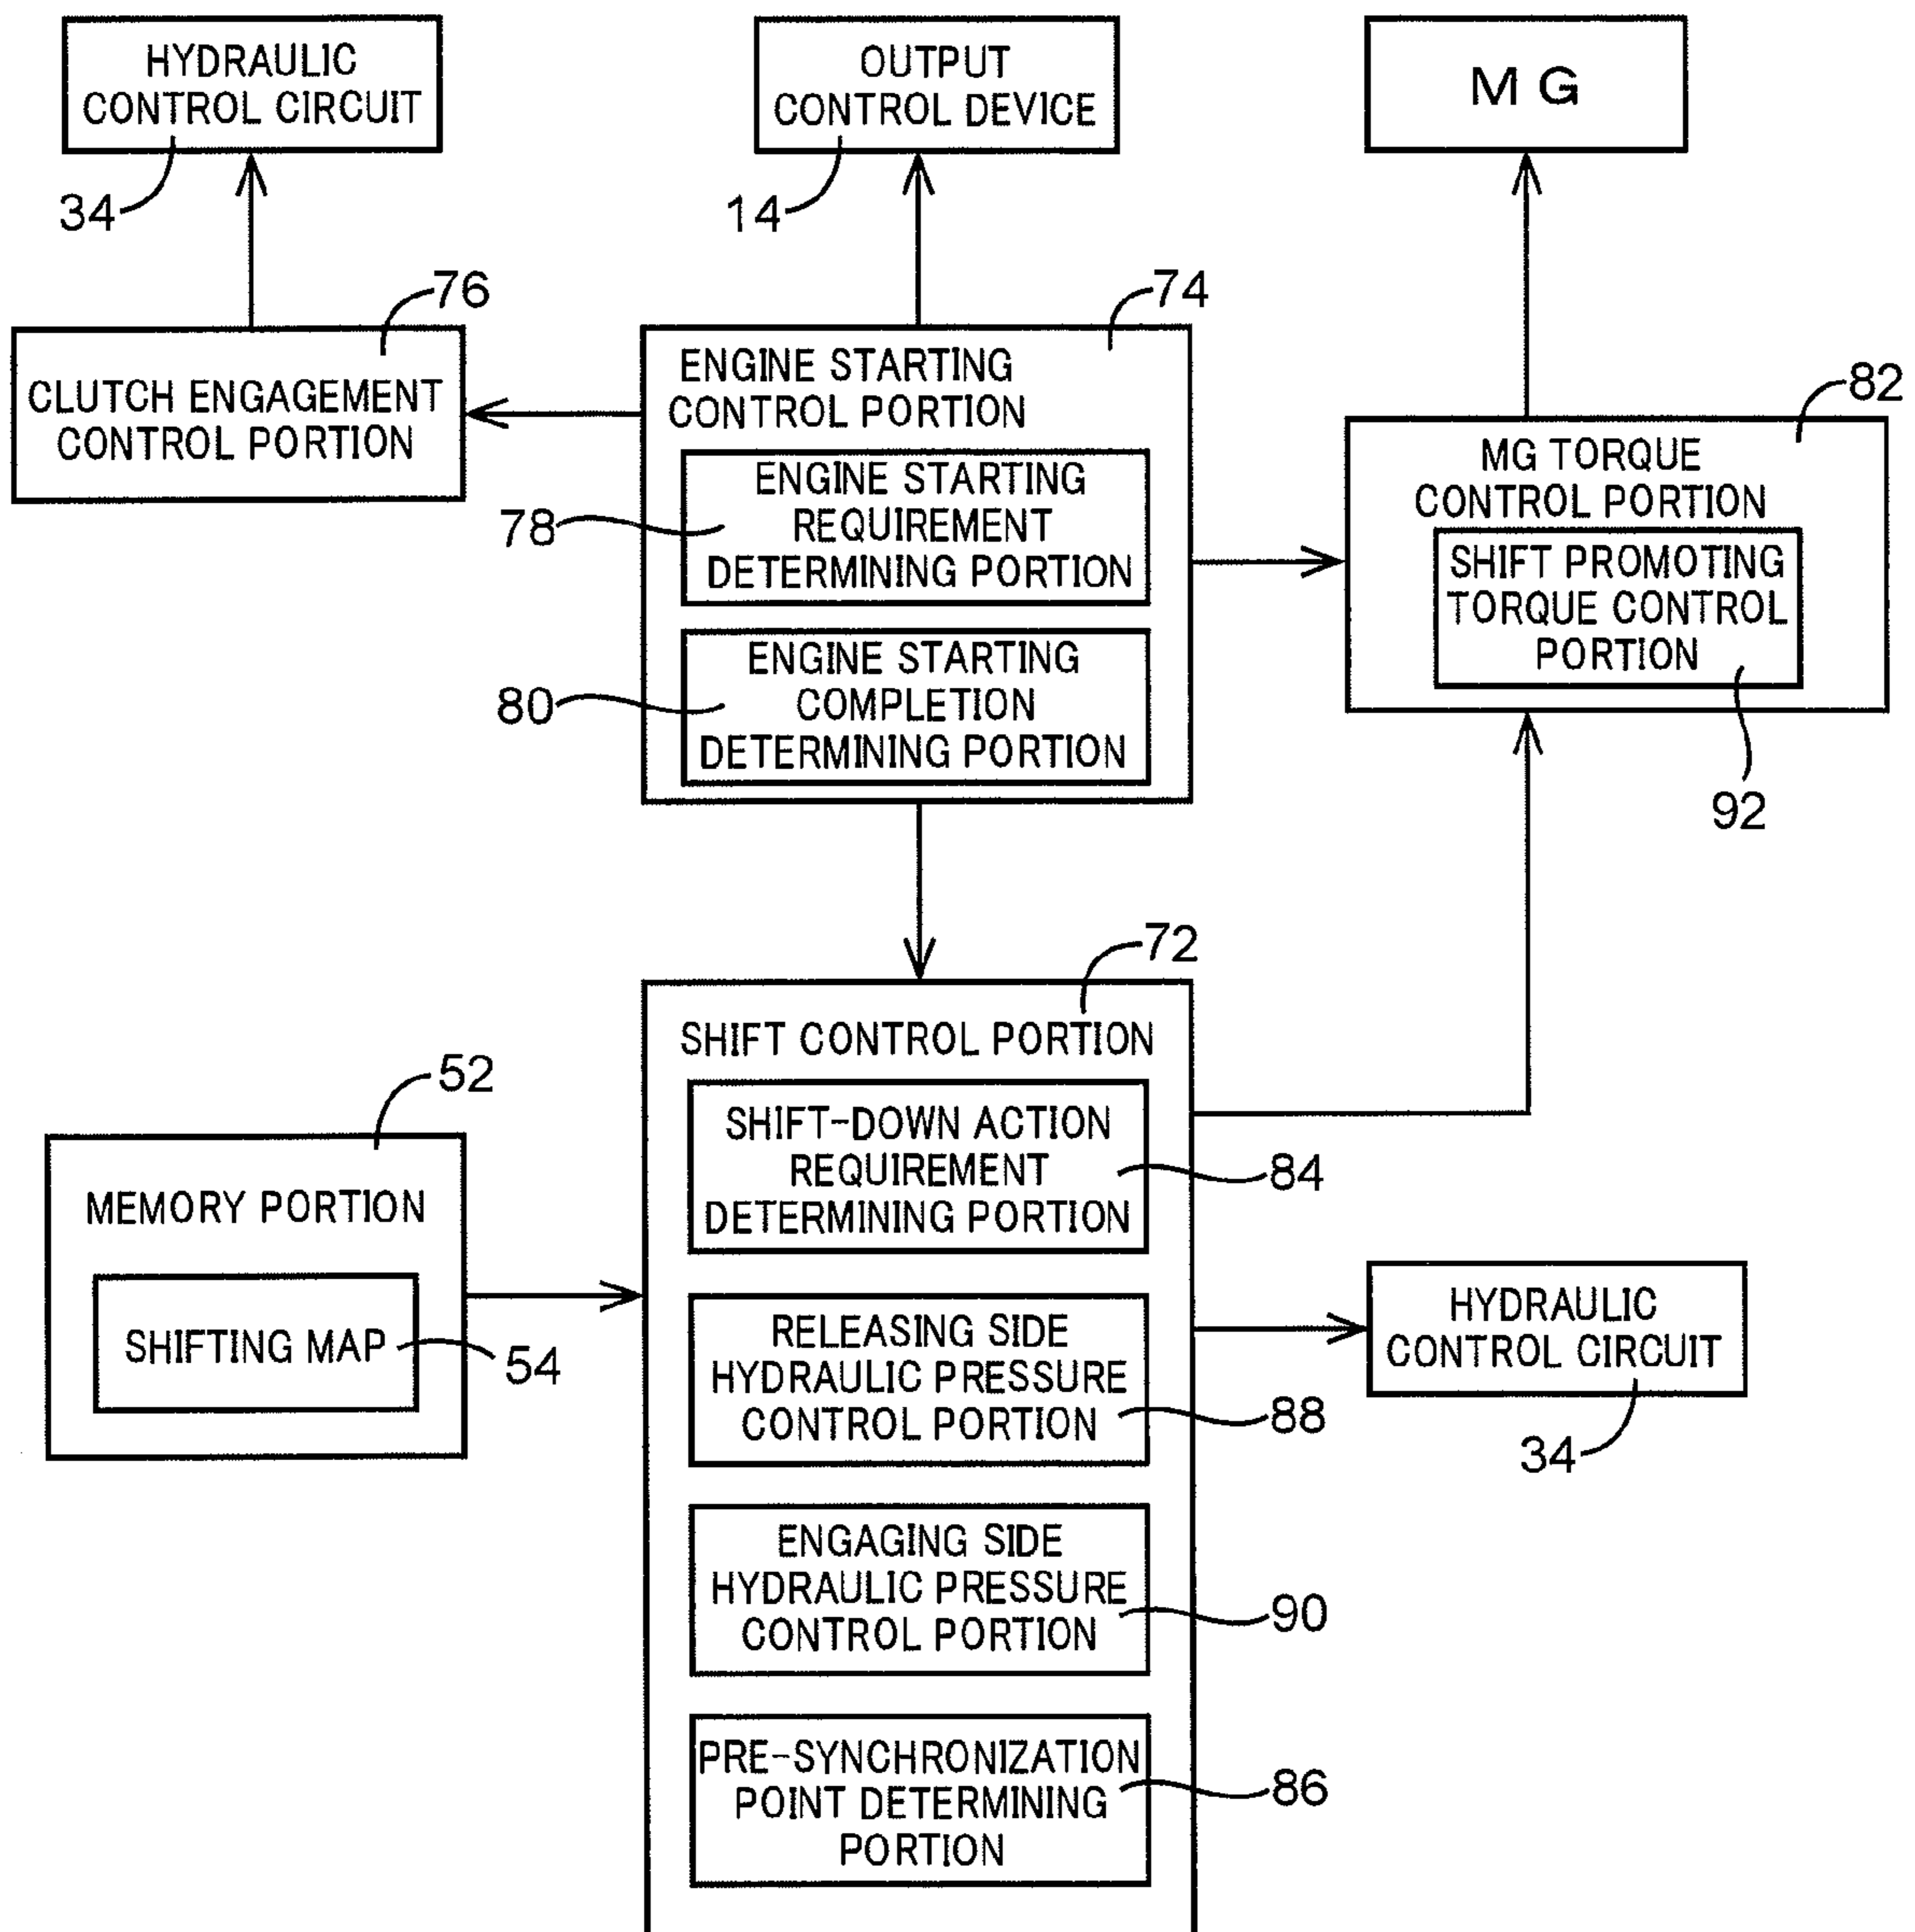 HYDRAULIC
CONTROL CIRCUIT
34
OUTPUT
CONTROL DEVICE
14
MG
76
CLUTCH ENGAGEMENT
CONTROL PORTION
74
ENGINE STARTING
CONTROL PORTION
ENGINE STARTING
REQUIREMENT
DETERMINING PORTION
78
ENGINE STARTING
COMPLETION
DETERMINING PORTION
80
82
MG TORQUE
CONTROL PORTION
SHIFT PROMOTING
TORQUE CONTROL
PORTION
92
72
SHIFT CONTROL PORTION
52
MEMORY PORTION
SHIFTING MAP
54
SHIFT-DOWN ACTION
REQUIREMENT
DETERMINING PORTION
84
RELEASING SIDE
HYDRAULIC PRESSURE
CONTROL PORTION
88
HYDRAULIC
CONTROL CIRCUIT
34
ENGAGING SIDE
HYDRAULIC PRESSURE
CONTROL PORTION
90
PRE-SYNCHRONIZATION
POINT DETERMINING
PORTION
86